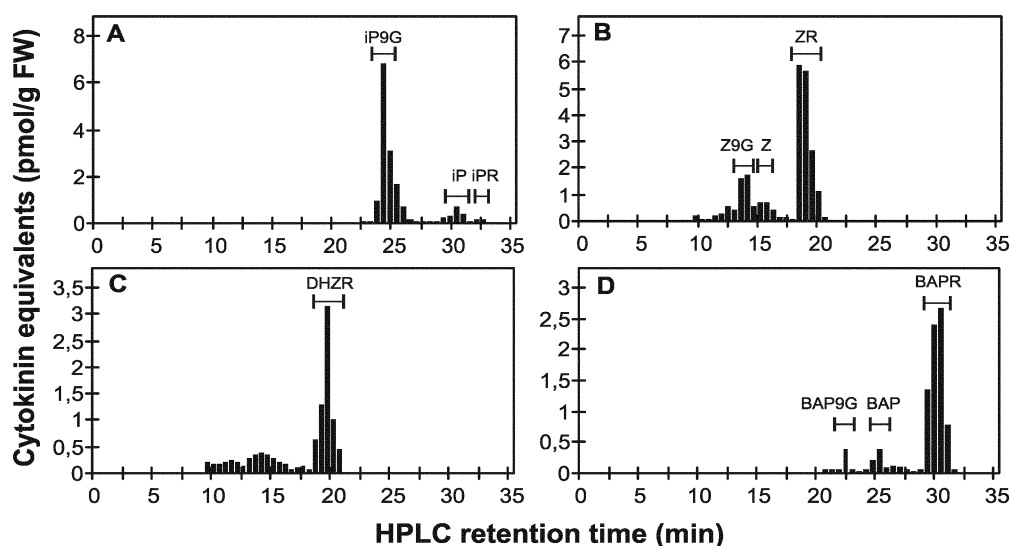 Cytokinin equivalents (pmol/g FW)
A
iP9G
iP iPR
8
6
4
2
0
0 5 10 15 20 25 30 35
B
ZR
Z9G Z
7
6
5
4
3
2
1
0
0 5 10 15 20 25 30 35
C
DHZR
3,5
3
2,5
2
1,5
1
0,5
0
0 5 10 15 20 25 30 35
D
BAPR
BAP9G BAP
3
2,5
2
1,5
1
0,5
0
0 5 10 15 20 25 30 35
HPLC retention time (min)